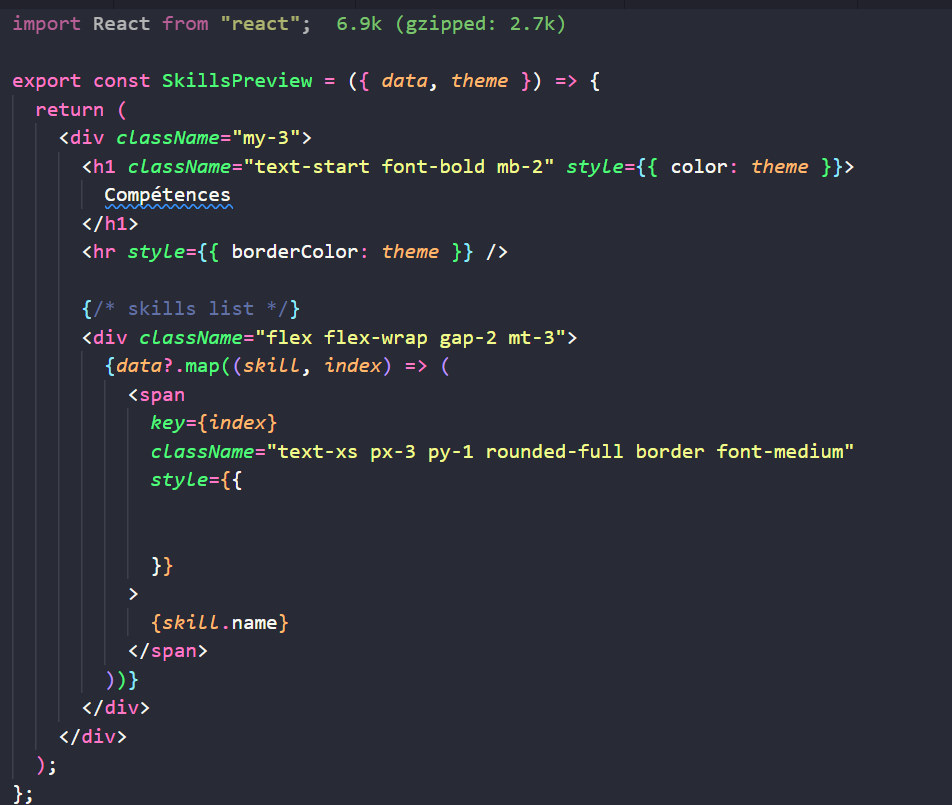 import React from "react";  6.9k (gzipped: 2.7k)
export const SkillsPreview = ({ data, theme }) => {
  return (
    <div className="my-3">
      <h1 className="text-start font-bold mb-2" style={{ color: theme }}>
        Compétences
      </h1>
      <hr style={{ borderColor: theme }} />
      {/* skills list */}
      <div className="flex flex-wrap gap-2 mt-3">
        {data?.map((skill, index) => (
          <span
            key={index}
            className="text-xs px-3 py-1 rounded-full border font-medium"
            style={{
            }}
          >
            {skill.name}
          </span>
        ))}
      </div>
    </div>
  );
};